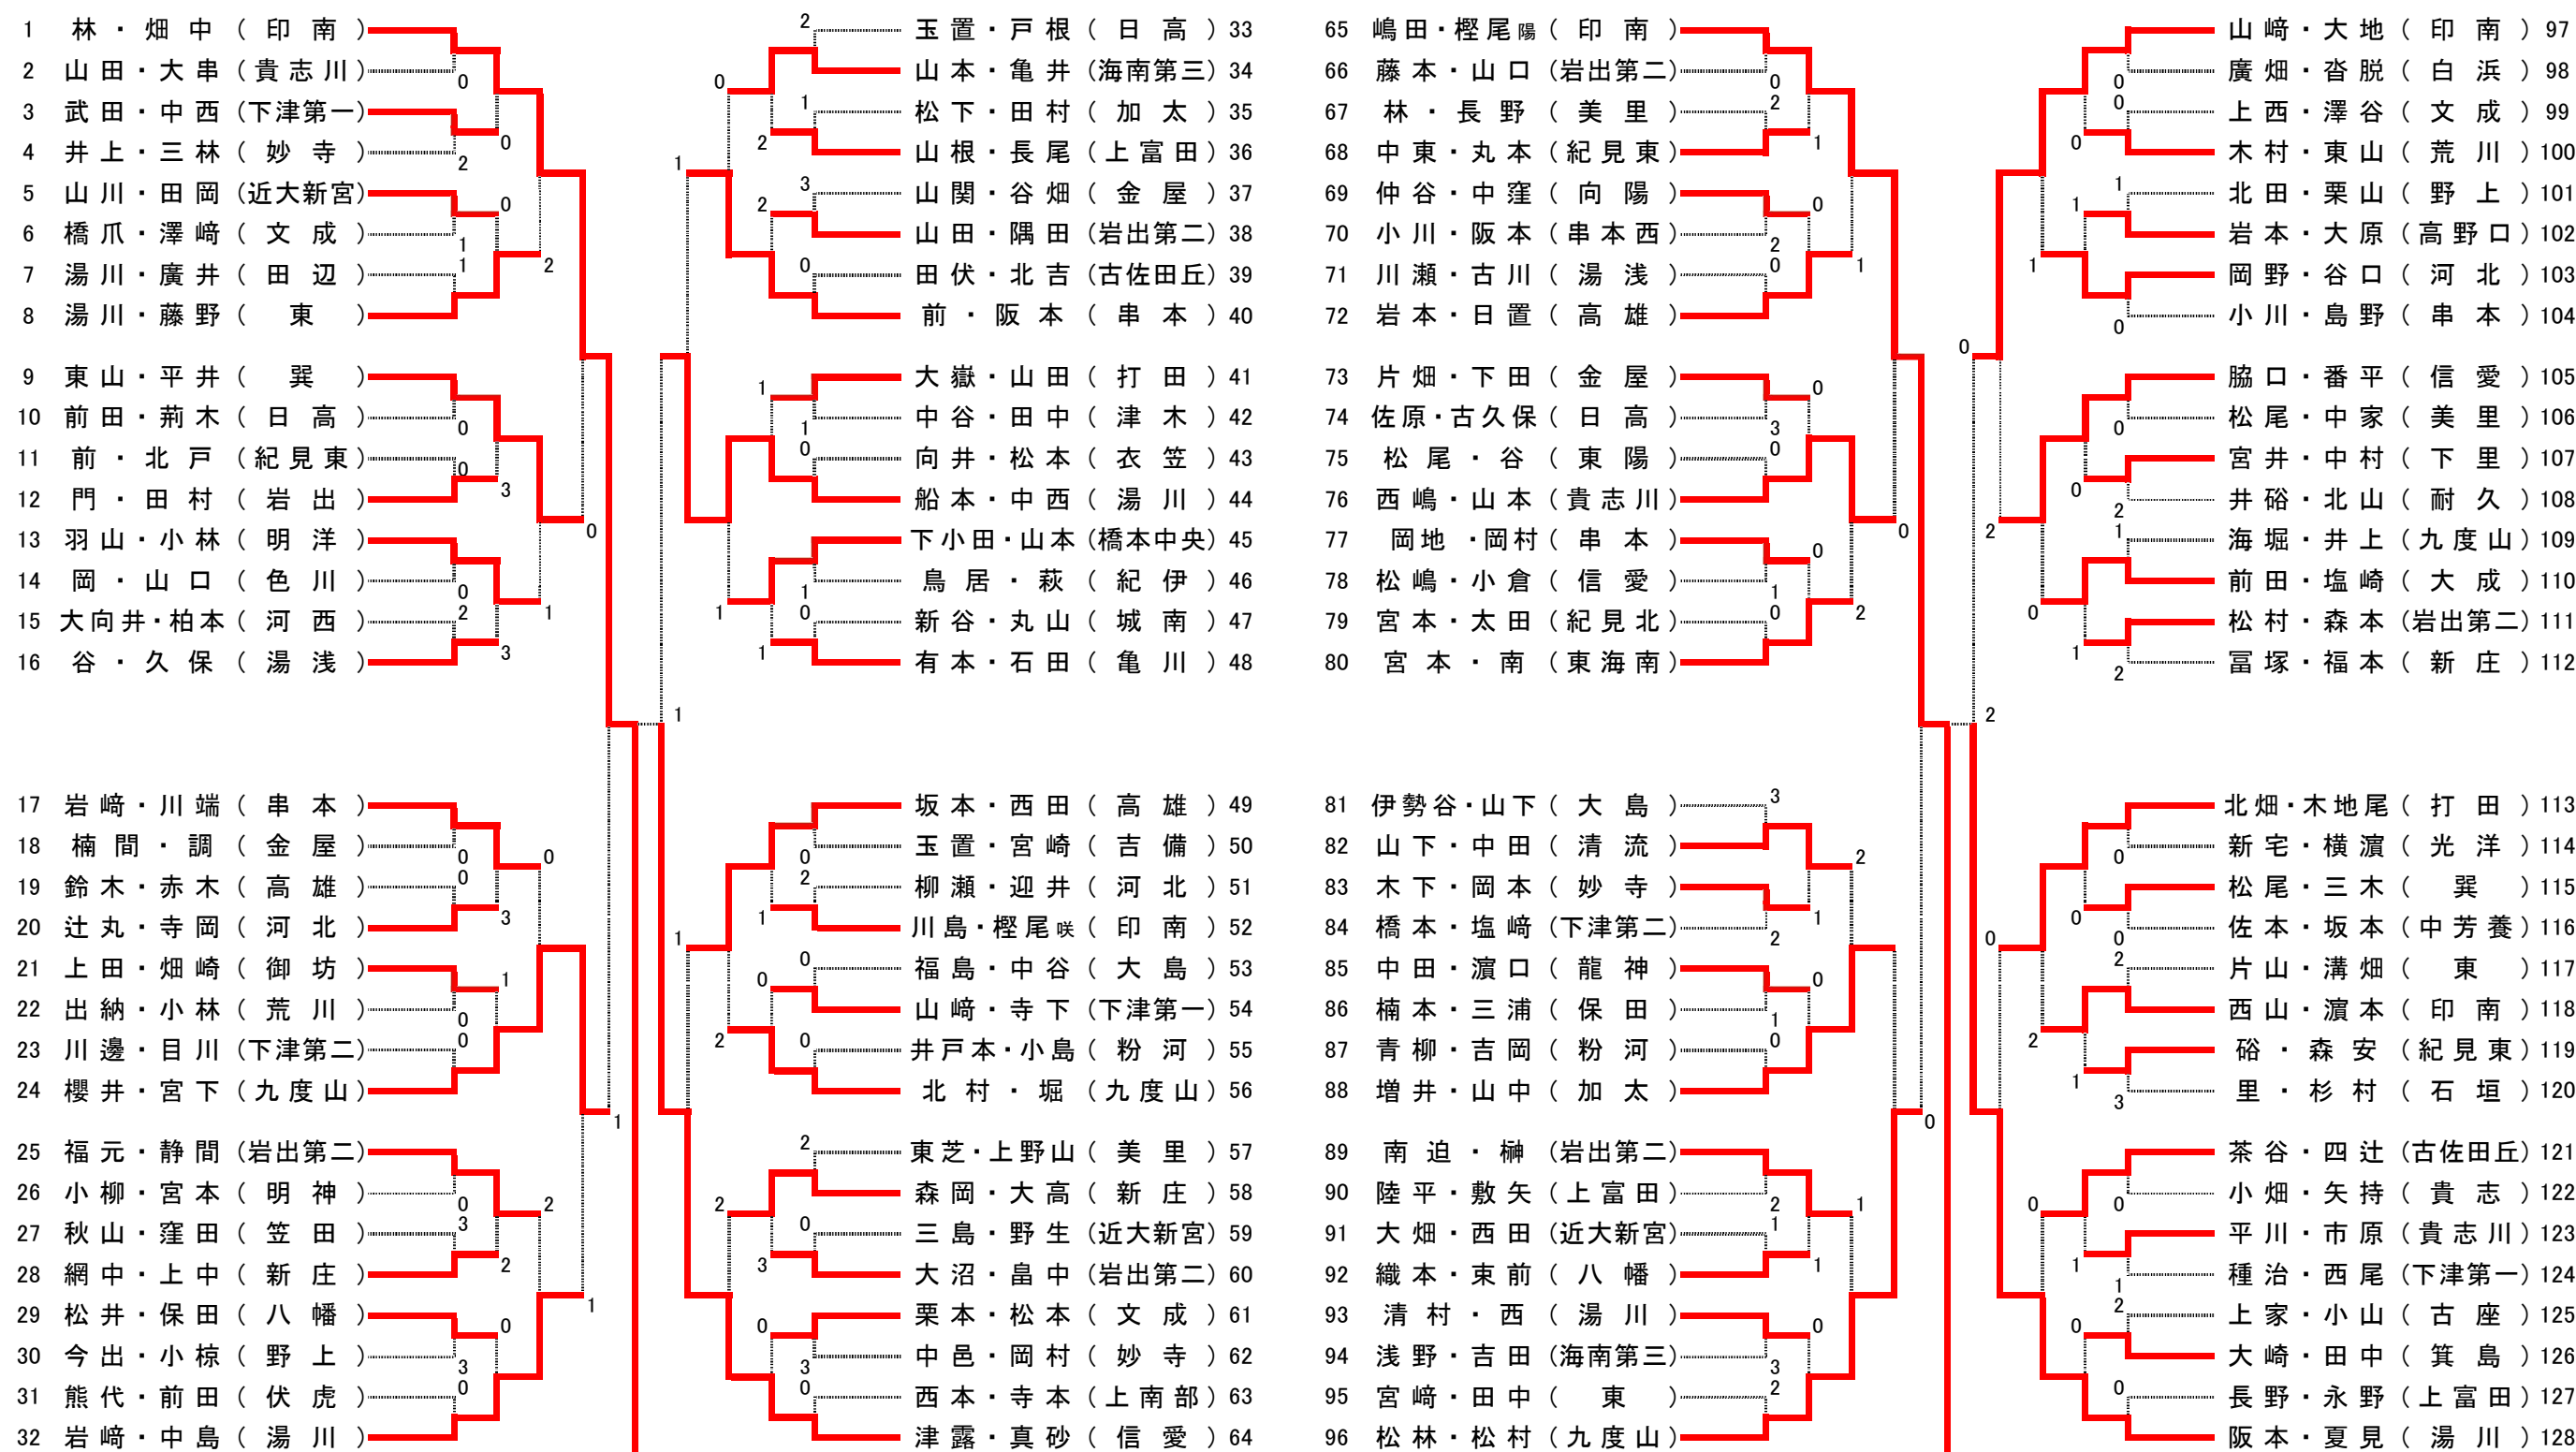 1 林・畑中（印南）
2 山田・大串（貴志川）
3 武田・中西（下津第一）
4 井上・三林（妙寺）
5 山川・田岡（近大新宮）
6 橋爪・澤﨑（文成）
7 湯川・廣井（田辺）
8 湯川・藤野（東）
9 東山・平井（巽）
10 前田・荊木（日高）
11 前・北戸（紀見東）
12 門・田村（岩出）
13 羽山・小林（明洋）
14 岡・山口（色川）
15 大向井・柏本（河西）
16 谷・久保（湯浅）
17 岩﨑・川端（串本）
18 楠間・調（金屋）
19 鈴木・赤木（高雄）
20 辻丸・寺岡（河北）
21 上田・畑崎（御坊）
22 出納・小林（荒川）
23 川邊・目川（下津第二）
24 櫻井・宮下（九度山）
25 福元・静間（岩出第二）
26 小柳・宮本（明神）
27 秋山・窪田（笠田）
28 網中・上中（新庄）
29 松井・保田（八幡）
30 今出・小椋（野上）
31 熊代・前田（伏虎）
32 岩﨑・中島（湯川）
玉置・戸根（日高）33
山本・亀井（海南第三）34
松下・田村（加太）35
山根・長尾（上富田）36
山関・谷畑（金屋）37
山田・隅田（岩出第二）38
田伏・北吉（古佐田丘）39
前・阪本（串本）40
大嶽・山田（打田）41
中谷・田中（津木）42
向井・松本（衣笠）43
船本・中西（湯川）44
下小田・山本（橋本中央）45
鳥居・萩（紀伊）46
新谷・丸山（城南）47
有本・石田（亀川）48
坂本・西田（高雄）49
玉置・宮崎（吉備）50
柳瀬・迎井（河北）51
川島・樫尾咲（印南）52
福島・中谷（大島）53
山﨑・寺下（下津第一）54
井戸本・小島（粉河）55
北村・堀（九度山）56
東芝・上野山（美里）57
森岡・大高（新庄）58
三島・野生（近大新宮）59
大沼・畠中（岩出第二）60
栗本・松本（文成）61
中邑・岡村（妙寺）62
西本・寺本（上南部）63
津露・真砂（信愛）64
65 嶋田・樫尾陽（印南）
66 藤本・山口（岩出第二）
67 林・長野（美里）
68 中東・丸本（紀見東）
69 仲谷・中窪（向陽）
70 小川・阪本（串本西）
71 川瀬・古川（湯浅）
72 岩本・日置（高雄）
73 片畑・下田（金屋）
74 佐原・古久保（日高）
75 松尾・谷（東陽）
76 西嶋・山本（貴志川）
77 岡地・岡村（串本）
78 松嶋・小倉（信愛）
79 宮本・太田（紀見北）
80 宮本・南（東海南）
81 伊勢谷・山下（大島）
82 山下・中田（清流）
83 木下・岡本（妙寺）
84 橋本・塩﨑（下津第二）
85 中田・濵口（龍神）
86 楠本・三浦（保田）
87 青柳・吉岡（粉河）
88 増井・山中（加太）
89 南迫・榊（岩出第二）
90 陸平・敷矢（上富田）
91 大畑・西田（近大新宮）
92 織本・東前（八幡）
93 清村・西（湯川）
94 浅野・吉田（海南第三）
95 宮﨑・田中（東）
96 松林・松村（九度山）
山﨑・大地（印南）97
廣畑・沓脱（白浜）98
上西・澤谷（文成）99
木村・東山（荒川）100
北田・栗山（野上）101
岩本・大原（高野口）102
岡野・谷口（河北）103
小川・島野（串本）104
脇口・番平（信愛）105
松尾・中家（美里）106
宮井・中村（下里）107
井硲・北山（耐久）108
海堀・井上（九度山）109
前田・塩崎（大成）110
松村・森本（岩出第二）111
冨塚・福本（新庄）112
北畑・木地尾（打田）113
新宅・横濵（光洋）114
松尾・三木（巽）115
佐本・坂本（中芳養）116
片山・溝畑（東）117
西山・濵本（印南）118
硲・森安（紀見東）119
里・杉村（石垣）120
茶谷・四辻（古佐田丘）121
小畑・矢持（貴志）122
平川・市原（貴志川）123
種治・西尾（下津第一）124
上家・小山（古座）125
大崎・田中（箕島）126
長野・永野（上富田）127
阪本・夏見（湯川）128